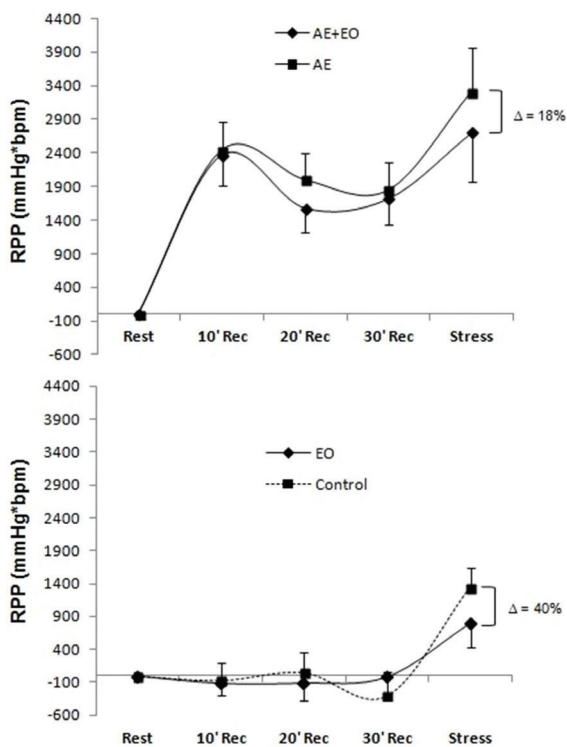 4400
3900
3400
2900
2400
1900
1400
900
400
-100
-600
RPP (mmHg*bpm)
AE+EO
AE
Δ = 18%
Rest 10' Rec 20' Rec 30' Rec Stress
4400
3900
3400
2900
2400
1900
1400
900
400
-100
-600
RPP (mmHg*bpm)
EO
Control
Δ = 40%
Rest 10' Rec 20' Rec 30' Rec Stress